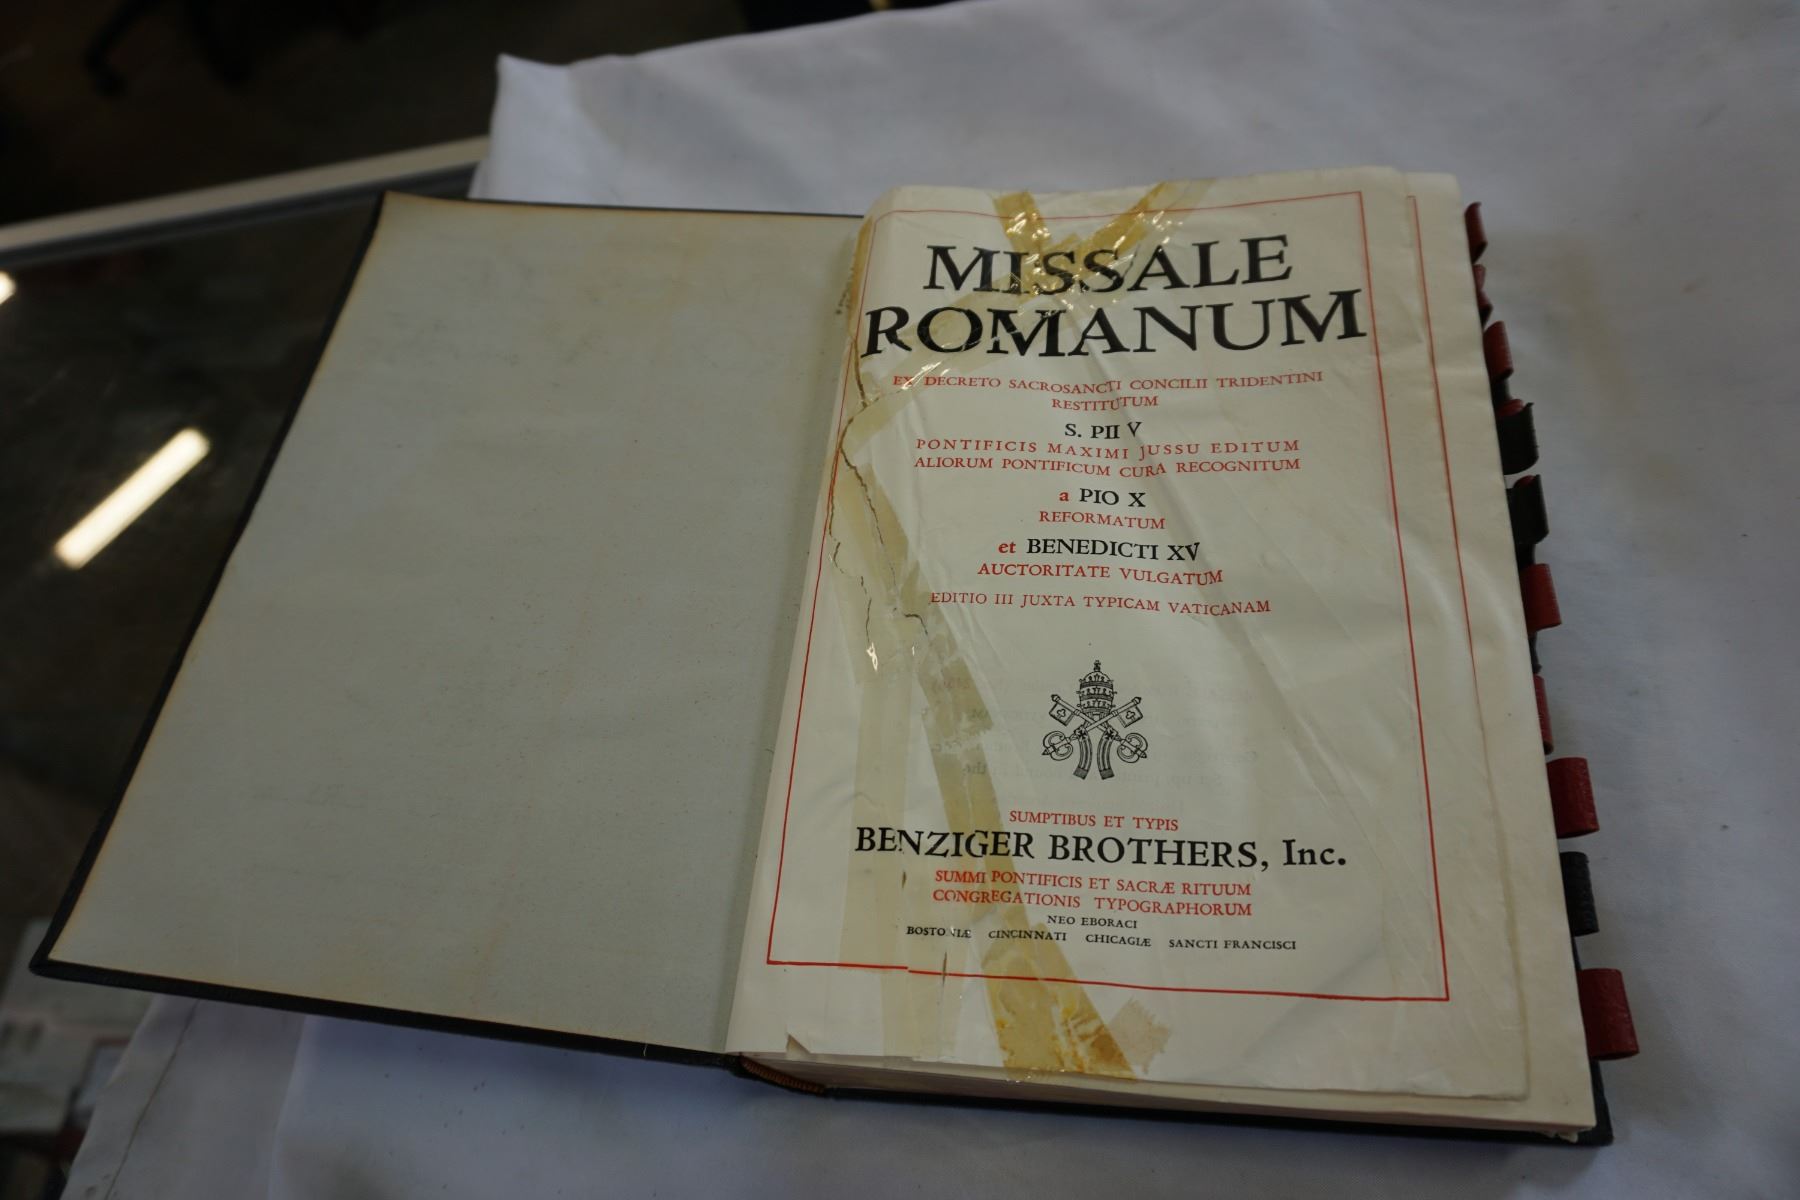 MISSALE
ROMANUM
EX DECRETO SACROSANCTI CONCILII TRIDENTINI
RESTITUTUM
S. PII V
PONTIFICIS MAXIMI JUSSU EDITUM
ALIORUM PONTIFICUM CURA RECOGNITUM
a PIO X
REFORMATUM
et BENEDICTI XV
AUCTORITATE VULGATUM
EDITIO III JUXTA TYPICAM VATICANAM
SUMPTIBUS ET TYPIS
BENZIGER BROTHERS, Inc.
SUMMI PONTIFICIS ET SACRÆ RITUUM
CONGREGATIONIS TYPOGRAPHORUM
NEO EBORACI
BOSTONIÆ CINCINNATI CHICAGIÆ SANCTI FRANCISCI